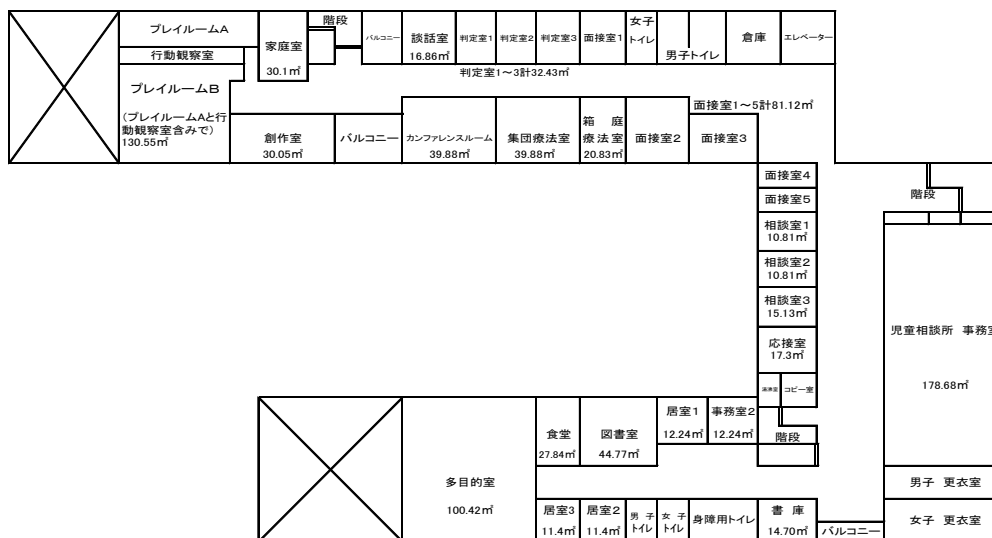 プレイルームA
行動観察室
プレイルームB
(プレイルームAと行
動観察室含みで)
130.55㎡
家庭室
30.1㎡
階段
バルコニー
談話室
16.86㎡
判定室1
判定室2
判定室3
面接室1
女子
トイレ
男子トイレ
倉庫
エレベーター
判定室1～3計32.43㎡
面接室1～5計81.12㎡
創作室
30.05㎡
バルコニー
カンファレンスルーム
39.88㎡
集団療法室
39.88㎡
箱 庭
療法室
20.83㎡
面接室2
面接室3
面接室4
面接室5
相談室1
10.81㎡
相談室2
10.81㎡
相談室3
15.13㎡
応接室
17.3㎡
コピー室
階段
階段
児童相談所 事務室
178.68㎡
男子 更衣室
女子 更衣室
多目的室
100.42㎡
食堂
27.84㎡
図書室
44.77㎡
居室1
12.24㎡
事務室2
12.24㎡
居室3
11.4㎡
居室2
11.4㎡
男 子
トイレ
女 子
トイレ
身障用トイレ
書 庫
14.70㎡
バルコニー